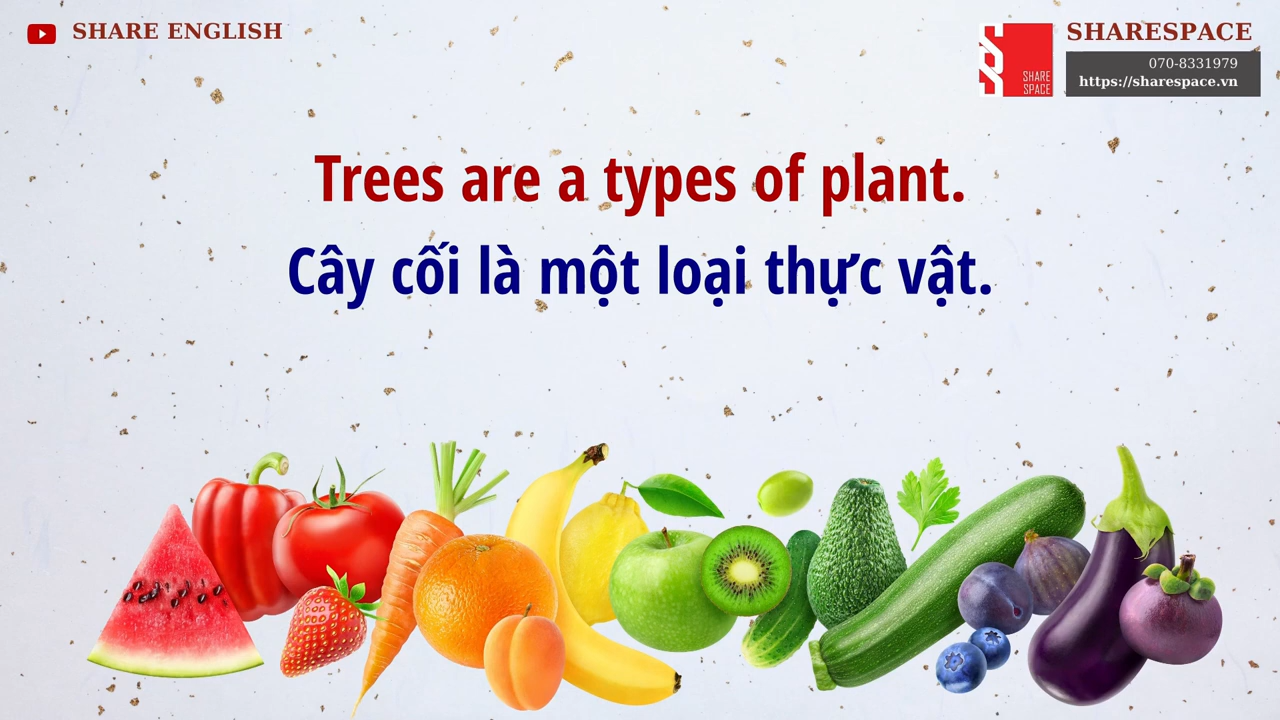 SHARE ENGLISH
SHARESPACE
SHARE
SPACE
070-8331979
https://sharespace.vn
Trees are a types of plant.
Cây cối là một loại thực vật.